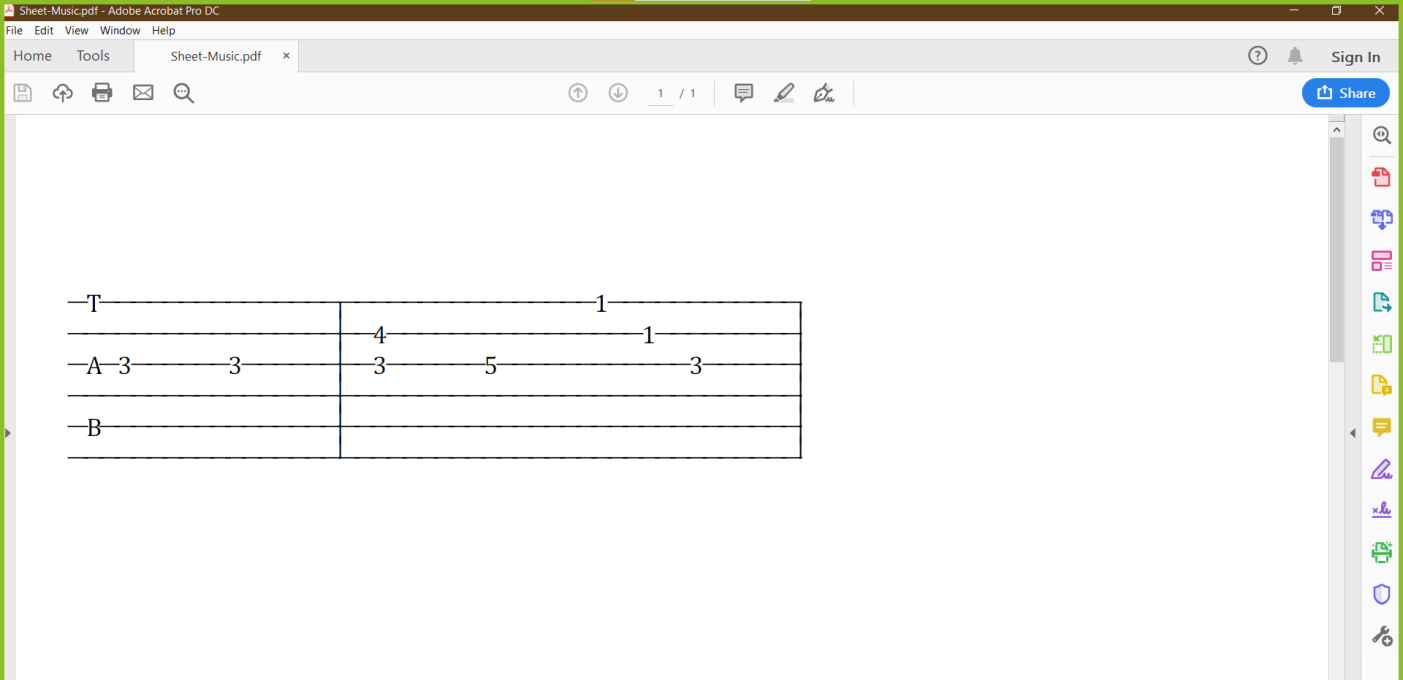 Sheet-Music.pdf - Adobe Acrobat Pro DC
File Edit View Window Help
Home Tools Sheet-Music.pdf × Sign In
1 / 1 Share
T 1
4 1
A 3 3 3 5 3
B